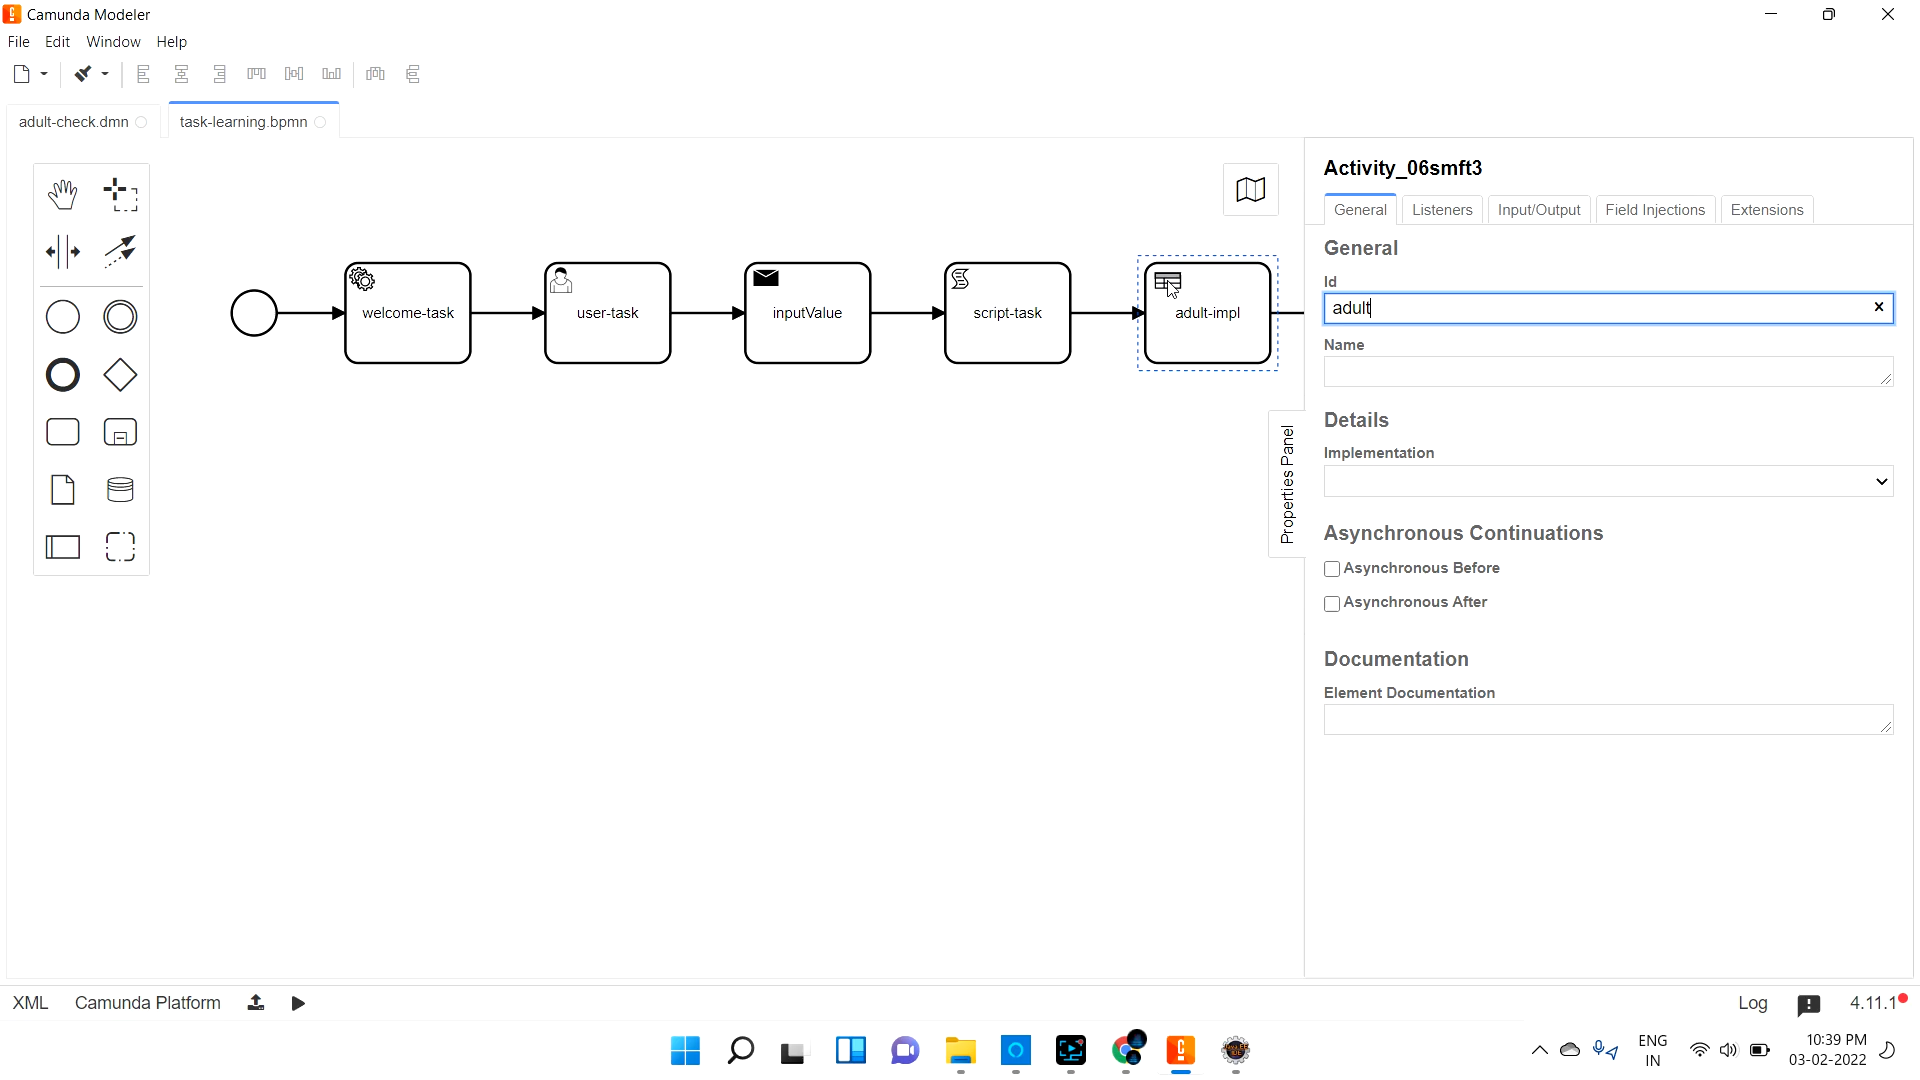 Camunda Modeler
File Edit Window Help
adult-check.dmn task-learning.bpmn
welcome-task user-task inputValue script-task adult-impl
Properties Panel
Activity_06smft3
General Listeners Input/Output Field Injections Extensions
General
Id
adult
Name
Details
Implementation
Asynchronous Continuations
Asynchronous Before
Asynchronous After
Documentation
Element Documentation
XML Camunda Platform Log 4.11.1
ENG
IN
10:39 PM
03-02-2022